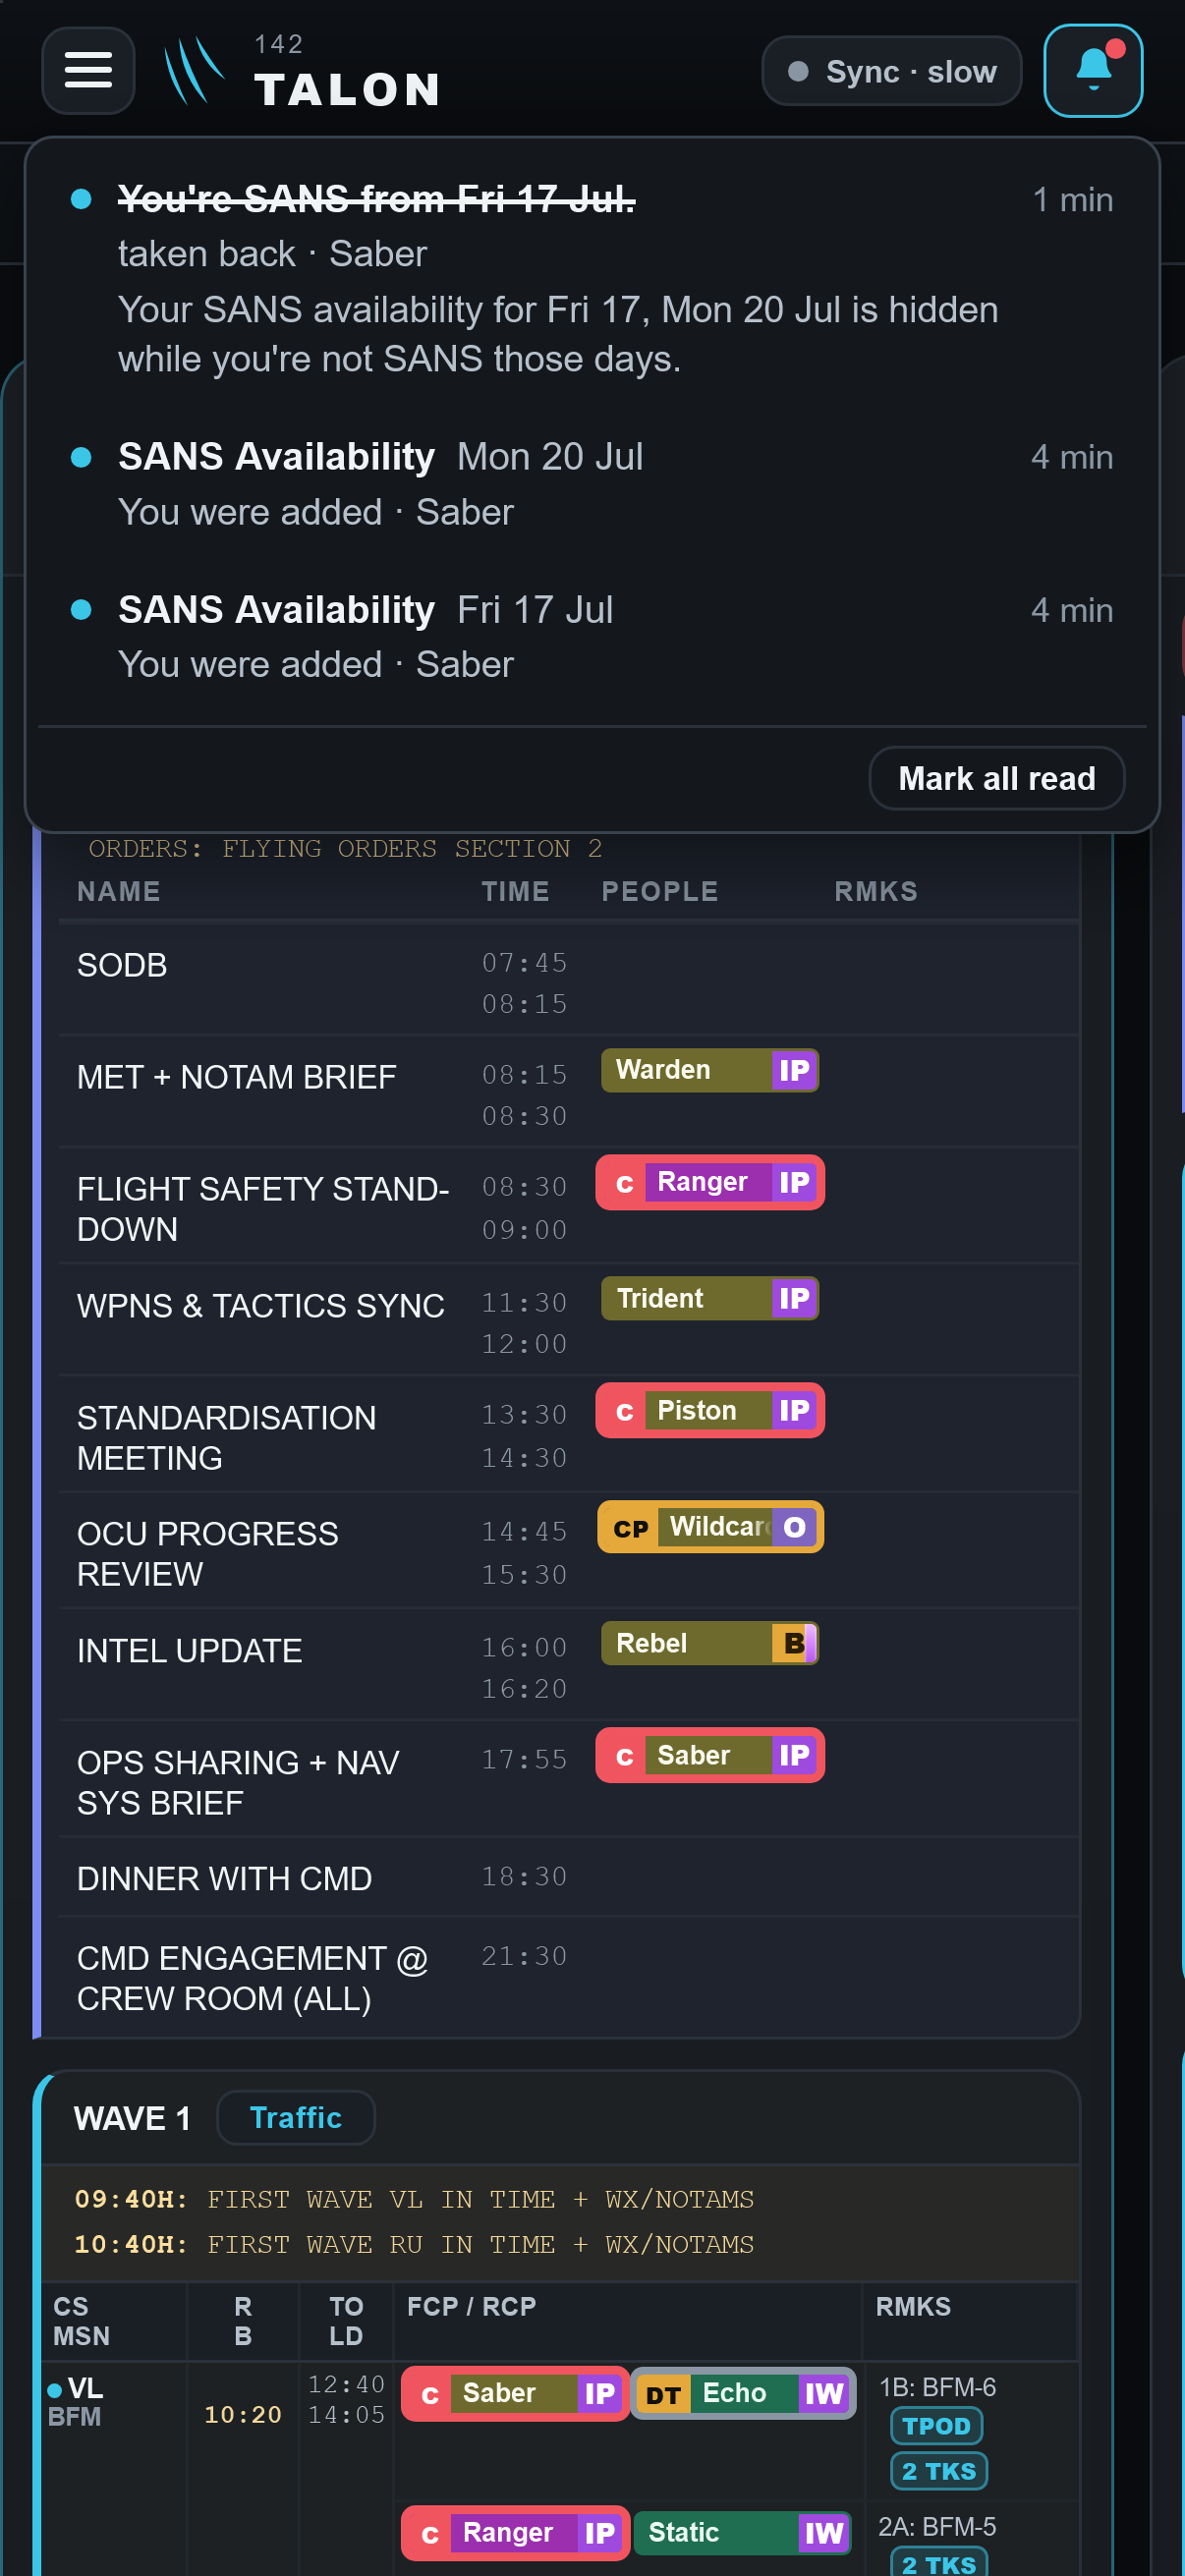 142
TALON
Sync · slow
You're SANS from Fri 17 Jul.
1 min
taken back · Saber
Your SANS availability for Fri 17, Mon 20 Jul is hidden
while you're not SANS those days.
SANS Availability Mon 20 Jul
4 min
You were added · Saber
SANS Availability Fri 17 Jul
4 min
You were added · Saber
Mark all read
ORDERS: FLYING ORDERS SECTION 2
NAME TIME PEOPLE RMKS
SODB 07:45
08:15
MET + NOTAM BRIEF 08:15 Warden IP
08:30
FLIGHT SAFETY STAND- 08:30 C Ranger IP
DOWN 09:00
WPNS & TACTICS SYNC 11:30 Trident IP
12:00
STANDARDISATION 13:30 C Piston IP
MEETING 14:30
OCU PROGRESS 14:45 CP Wildcard O
REVIEW 15:30
INTEL UPDATE 16:00 Rebel B
16:20
OPS SHARING + NAV 17:55 C Saber IP
SYS BRIEF
DINNER WITH CMD 18:30
CMD ENGAGEMENT @ 21:30
CREW ROOM (ALL)
WAVE 1 Traffic
09:40H: FIRST WAVE VL IN TIME + WX/NOTAMS
10:40H: FIRST WAVE RU IN TIME + WX/NOTAMS
CS R TO FCP / RCP RMKS
MSN B LD
VL 12:40 C Saber IP DT Echo IW 1B: BFM-6
BFM 10:20 14:05 TPOD
2 TKS
C Ranger IP Static IW 2A: BFM-5
2 TKS